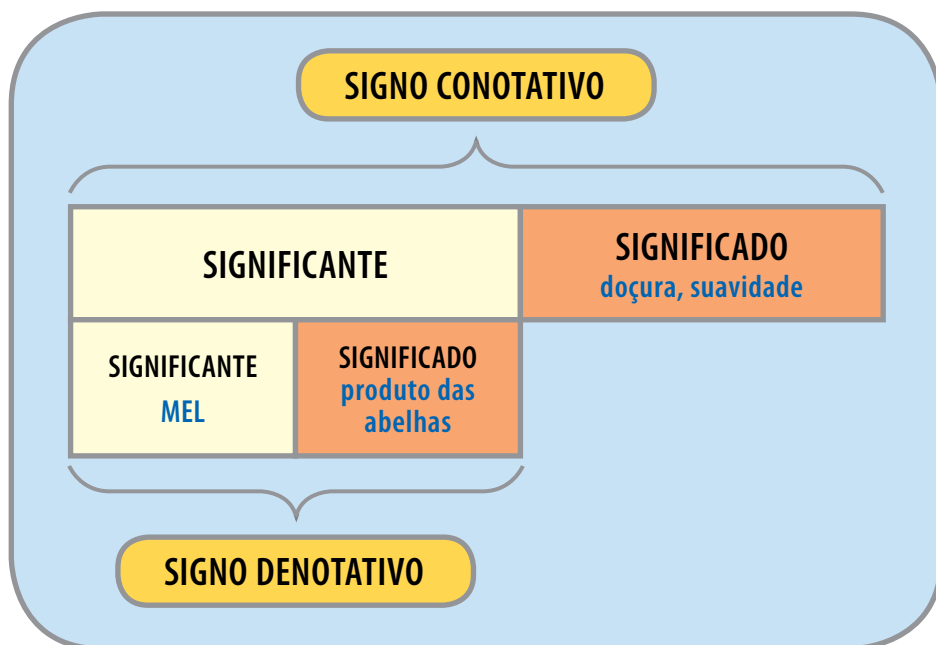 SIGNO CONOTATIVO
SIGNIFICANTE
SIGNIFICADO
doçura, suavidade
SIGNIFICANTE
MEL
SIGNIFICADO
produto das
abelhas
SIGNO DENOTATIVO